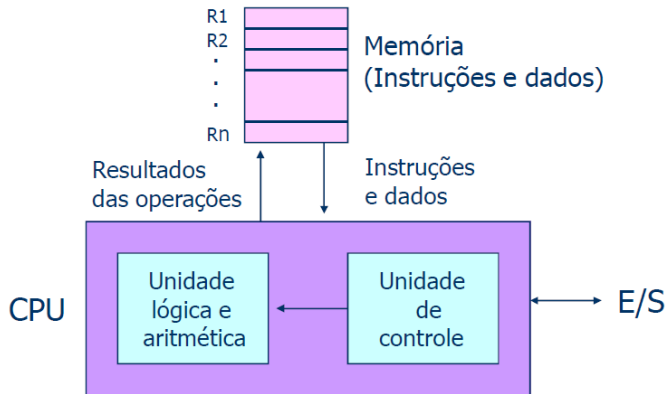 R1
R2
.
.
.
Rn
Memória
(Instruções e dados)
Resultados
das operações
Instruções
e dados
CPU
Unidade
lógica e
aritmética
Unidade
de
controle
E/S